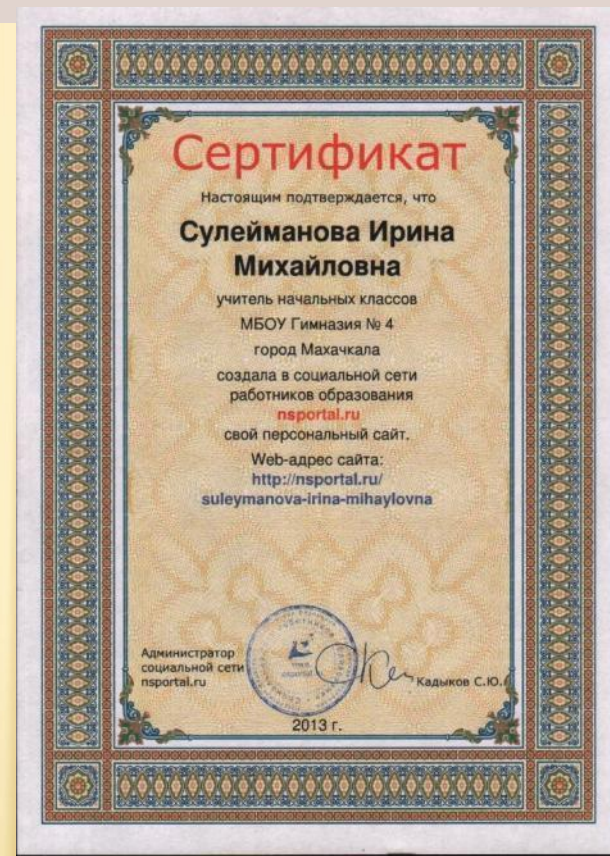 Сертификат
Настоящим подтверждается, что
Сулейманова Ирина
Михайловна
учитель начальных классов
МБОУ Гимназия № 4
город Махачкала
создала в социальной сети
работников образования
nsportal.ru
свой персональный сайт.
Web-адрес сайта:
http://nsportal.ru/
suleymanova-irina-mihaylovna
Администратор
социальной сети
nsportal.ru
Кадыков С.Ю.
2013 г.